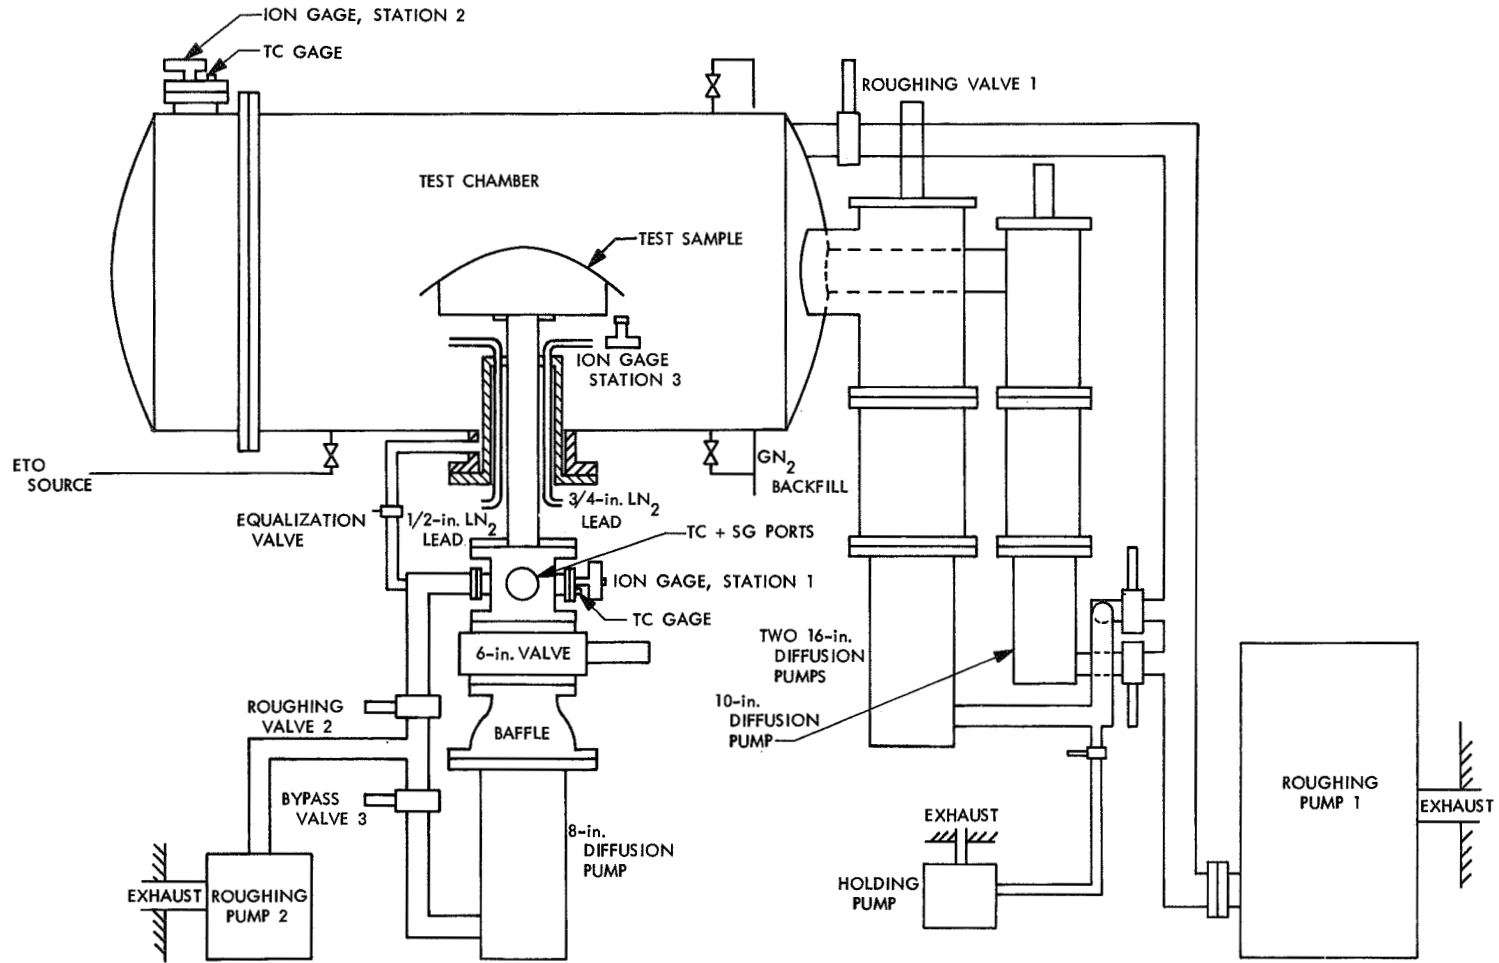 ION GAGE, STATION 2
TC GAGE
ROUGHING VALVE 1
TEST CHAMBER
TEST SAMPLE
ION GAGE
STATION 3
ETO
SOURCE
GN2
BACKFILL
EQUALIZATION
VALVE
1/2-in. LN2
LEAD
3/4-in. LN2
LEAD
TC + SG PORTS
ION GAGE, STATION 1
TC GAGE
6-in. VALVE
TWO 16-in.
DIFFUSION
PUMPS
10-in.
DIFFUSION
PUMP
ROUGHING
VALVE 2
BAFFLE
BYPASS
VALVE 3
8-in.
DIFFUSION
PUMP
ROUGHING
PUMP 1
EXHAUST
EXHAUST
HOLDING
PUMP
EXHAUST
ROUGHING
PUMP 2